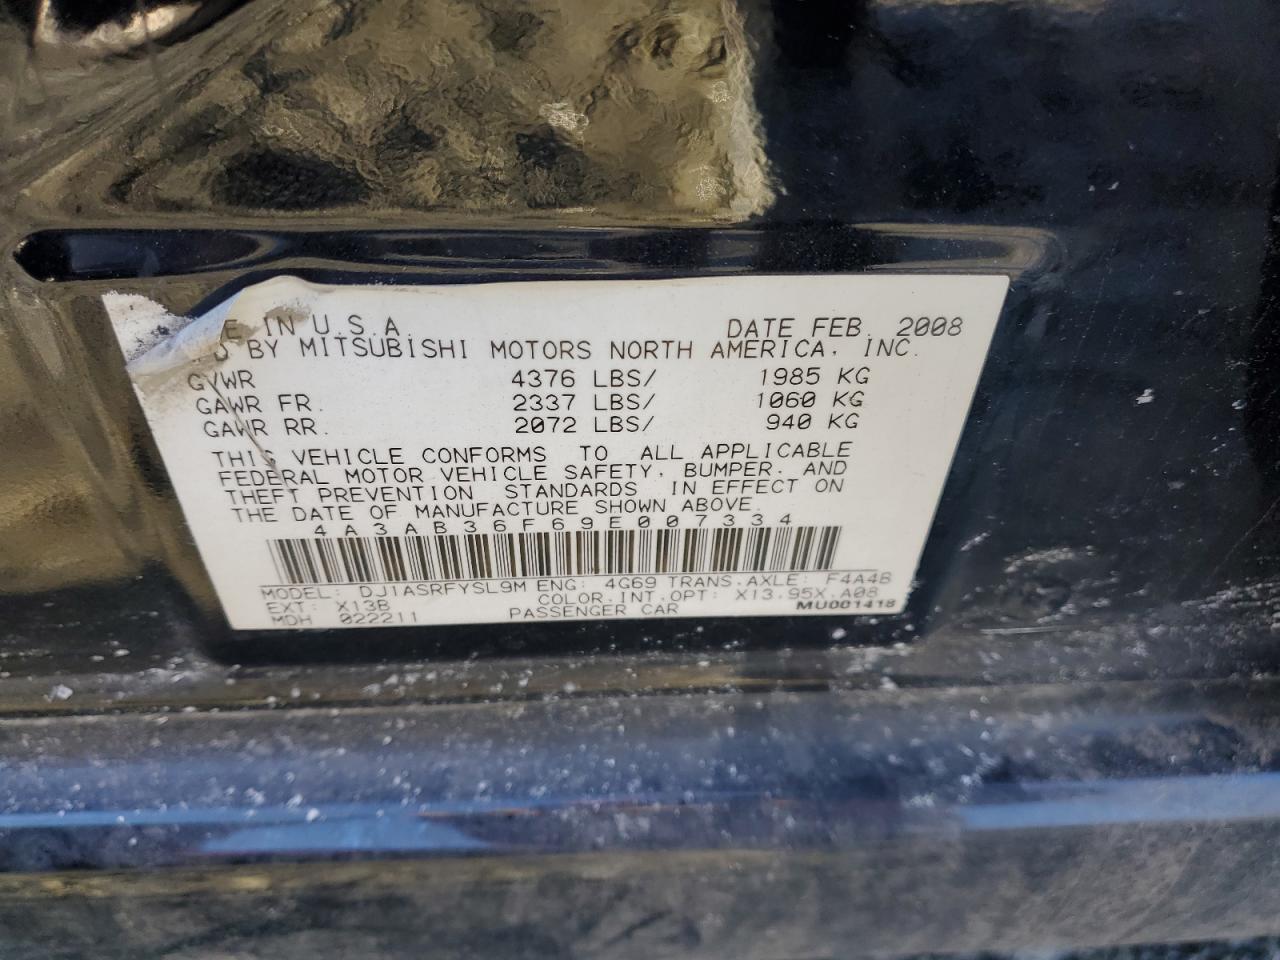 E IN U.S.A. DATE FEB. 2008
D BY MITSUBISHI MOTORS NORTH AMERICA, INC.
GVWR 4376 LBS/ 1985 KG
GAWR FR. 2337 LBS/ 1060 KG
GAWR RR. 2072 LBS/ 940 KG
THIS VEHICLE CONFORMS TO ALL APPLICABLE
FEDERAL MOTOR VEHICLE SAFETY, BUMPER, AND
THEFT PREVENTION STANDARDS IN EFFECT ON
THE DATE OF MANUFACTURE SHOWN ABOVE.
4A3AB36F69E007334
MODEL: DJ1ASRFYSL9M ENG: 4G69 TRANS.AXLE: F4A4B
EXT: X13B COLOR.INT.OPT: X13.95X.A08
MDH 022211 PASSENGER CAR MU001418